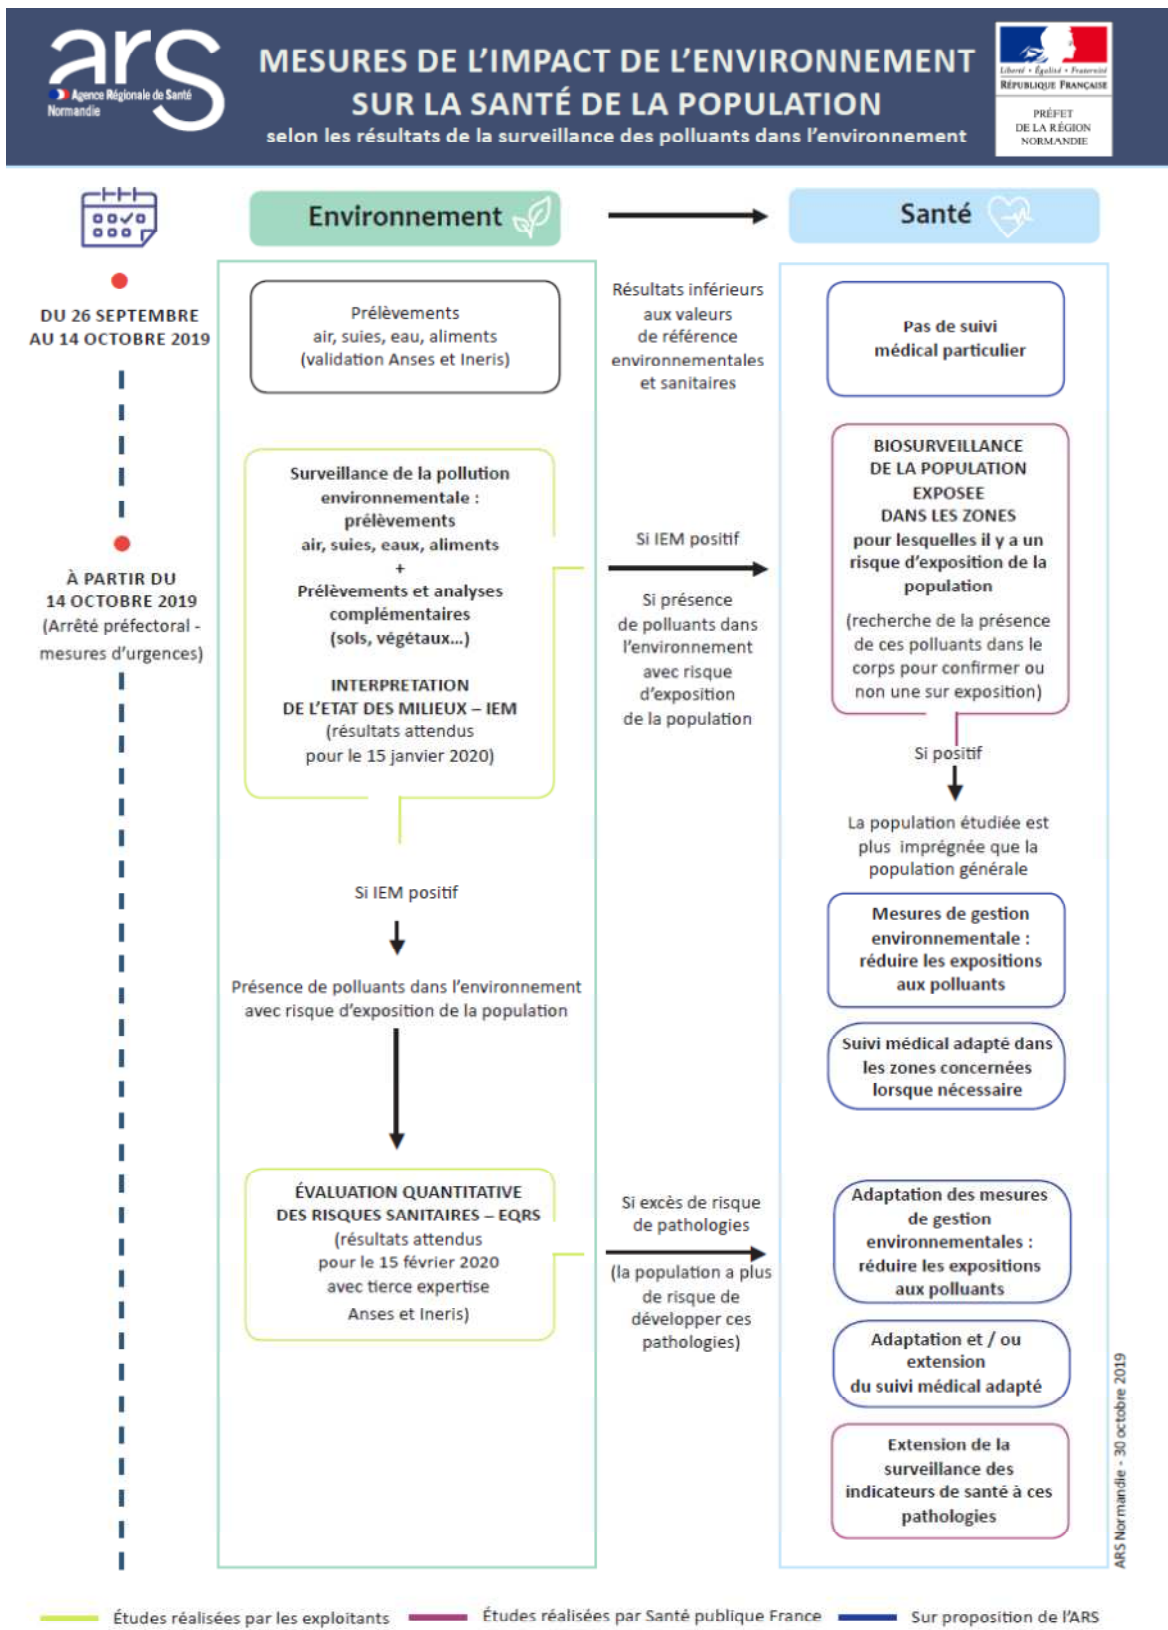 ars
Agence Régionale de Santé
Normandie
MESURES DE L'IMPACT DE L'ENVIRONNEMENT
SUR LA SANTÉ DE LA POPULATION
selon les résultats de la surveillance des polluants dans l'environnement
Liberté • Égalité • Fraternité
RÉPUBLIQUE FRANÇAISE
PRÉFET
DE LA RÉGION
NORMANDIE
Environnement
Santé
DU 26 SEPTEMBRE
AU 14 OCTOBRE 2019
Prélèvements
air, suies, eau, aliments
(validation Anses et Ineris)
Résultats inférieurs
aux valeurs
de référence
environnementales
et sanitaires
Pas de suivi
médical particulier
À PARTIR DU
14 OCTOBRE 2019
(Arrêté préfectoral -
mesures d'urgences)
Surveillance de la pollution
environnementale :
prélèvements
air, suies, eaux, aliments
+
Prélèvements et analyses
complémentaires
(sols, végétaux...)
INTERPRETATION
DE L'ETAT DES MILIEUX – IEM
(résultats attendus
pour le 15 janvier 2020)
Si IEM positif
Si présence
de polluants dans
l'environnement
avec risque
d'exposition
de la population
BIOSURVEILLANCE
DE LA POPULATION
EXPOSEE
DANS LES ZONES
pour lesquelles il y a un
risque d'exposition de la
population
(recherche de la présence
de ces polluants dans le
corps pour confirmer ou
non une sur exposition)
Si positif
La population étudiée est
plus imprégnée que la
population générale
Mesures de gestion
environnementale :
réduire les expositions
aux polluants
Suivi médical adapté dans
les zones concernées
lorsque nécessaire
Si IEM positif
Présence de polluants dans l'environnement
avec risque d'exposition de la population
ÉVALUATION QUANTITATIVE
DES RISQUES SANITAIRES – EQRS
(résultats attendus
pour le 15 février 2020
avec tierce expertise
Anses et Ineris)
Si excès de risque
de pathologies
(la population a plus
de risque de
développer ces
pathologies)
Adaptation des mesures
de gestion
environnementales :
réduire les expositions
aux polluants
Adaptation et / ou
extension
du suivi médical adapté
Extension de la
surveillance des
indicateurs de santé à ces
pathologies
ARS Normandie - 30 octobre 2019
Études réalisées par les exploitants
Études réalisées par Santé publique France
Sur proposition de l'ARS